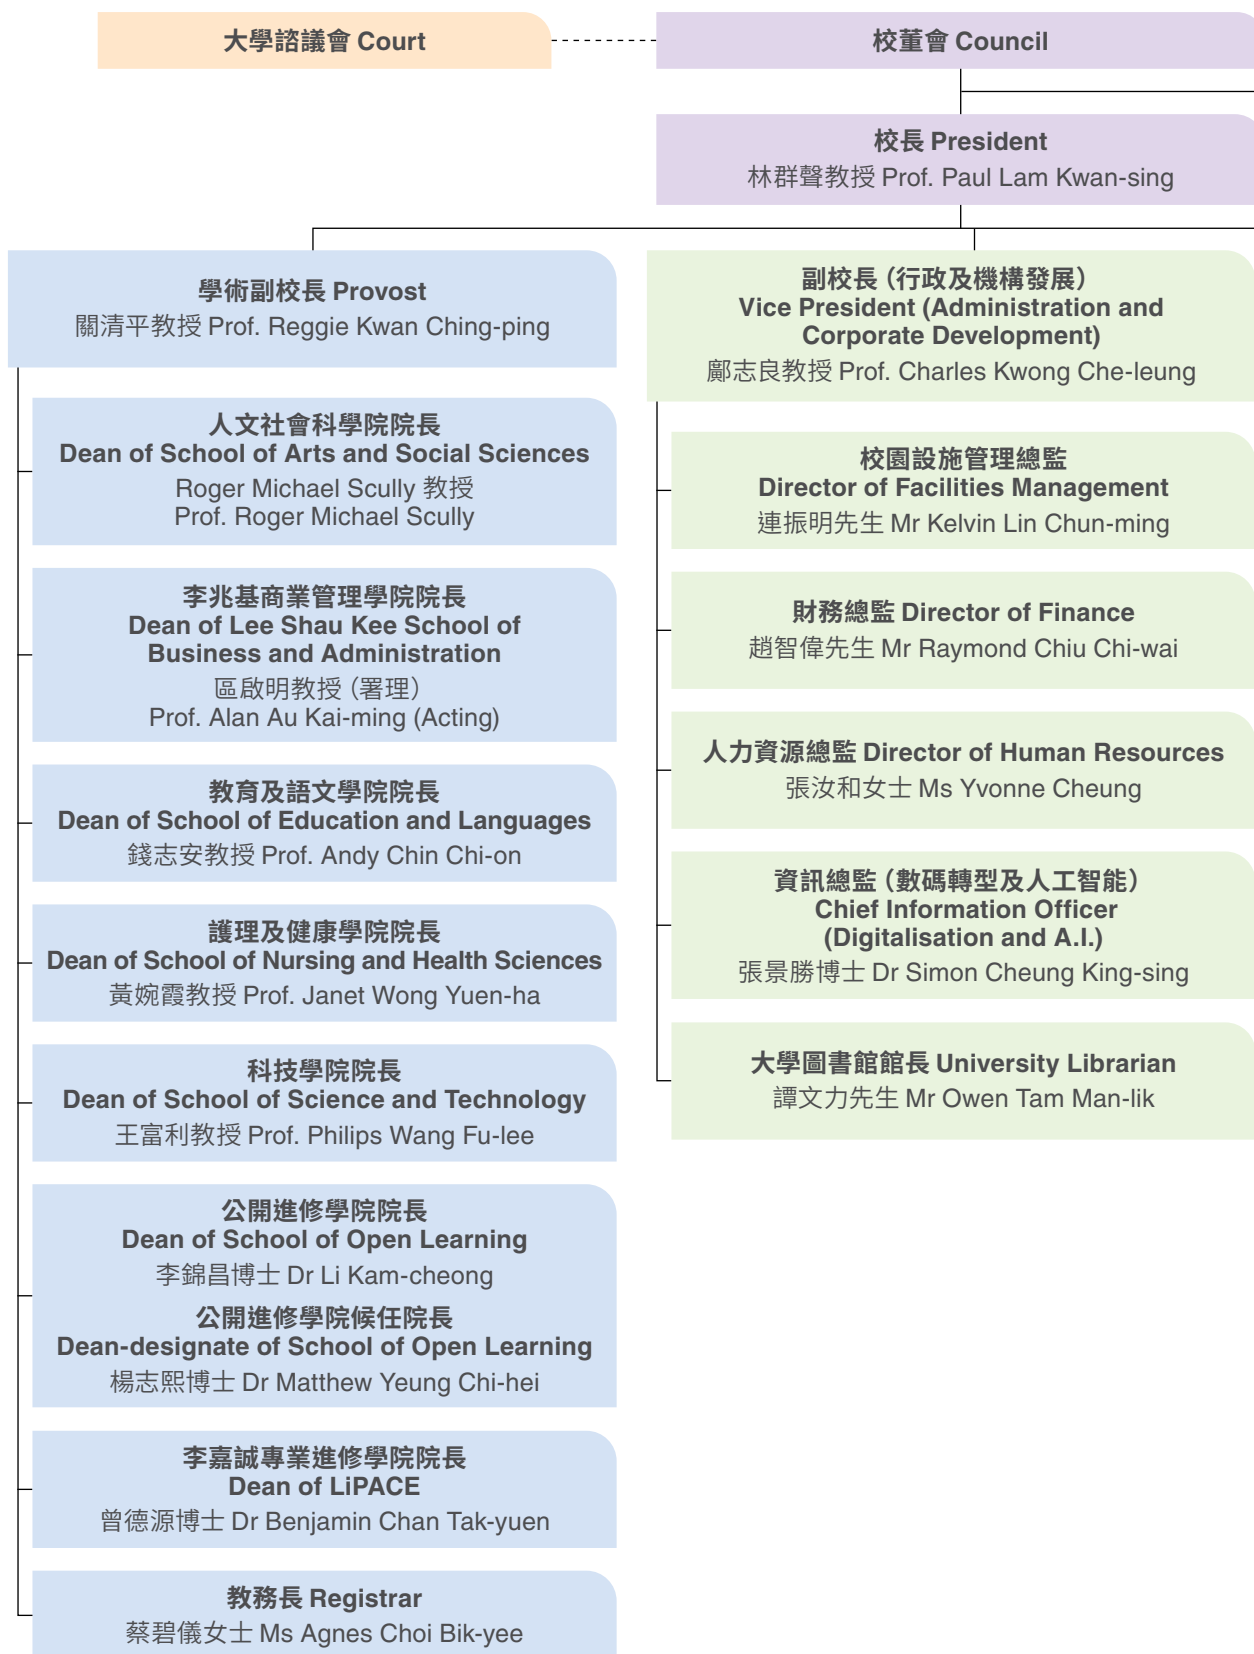 大學諮議會 Court
校董會 Council
校長 President
林群聲教授 Prof. Paul Lam Kwan-sing
學術副校長 Provost
關清平教授 Prof. Reggie Kwan Ching-ping
人文社會科學院院長
Dean of School of Arts and Social Sciences
Roger Michael Scully 教授
Prof. Roger Michael Scully
李兆基商業管理學院院長
Dean of Lee Shau Kee School of
Business and Administration
區啟明教授（署理）
Prof. Alan Au Kai-ming (Acting)
教育及語文學院院長
Dean of School of Education and Languages
錢志安教授 Prof. Andy Chin Chi-on
護理及健康學院院長
Dean of School of Nursing and Health Sciences
黃婉霞教授 Prof. Janet Wong Yuen-ha
科技學院院長
Dean of School of Science and Technology
王富利教授 Prof. Philips Wang Fu-lee
公開進修學院院長
Dean of School of Open Learning
李錦昌博士 Dr Li Kam-cheong
公開進修學院候任院長
Dean-designate of School of Open Learning
楊志熙博士 Dr Matthew Yeung Chi-hei
李嘉誠專業進修學院院長
Dean of LiPACE
曾德源博士 Dr Benjamin Chan Tak-yuen
教務長 Registrar
蔡碧儀女士 Ms Agnes Choi Bik-yee
副校長（行政及機構發展）
Vice President (Administration and
Corporate Development)
鄺志良教授 Prof. Charles Kwong Che-leung
校園設施管理總監
Director of Facilities Management
連振明先生 Mr Kelvin Lin Chun-ming
財務總監 Director of Finance
趙智偉先生 Mr Raymond Chiu Chi-wai
人力資源總監 Director of Human Resources
張汝和女士 Ms Yvonne Cheung
資訊總監（數碼轉型及人工智能）
Chief Information Officer
(Digitalisation and A.I.)
張景勝博士 Dr Simon Cheung King-sing
大學圖書館館長 University Librarian
譚文力先生 Mr Owen Tam Man-lik